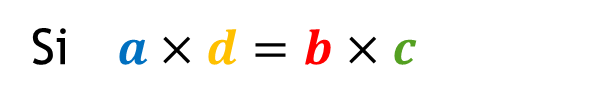 Si a × d = b × c